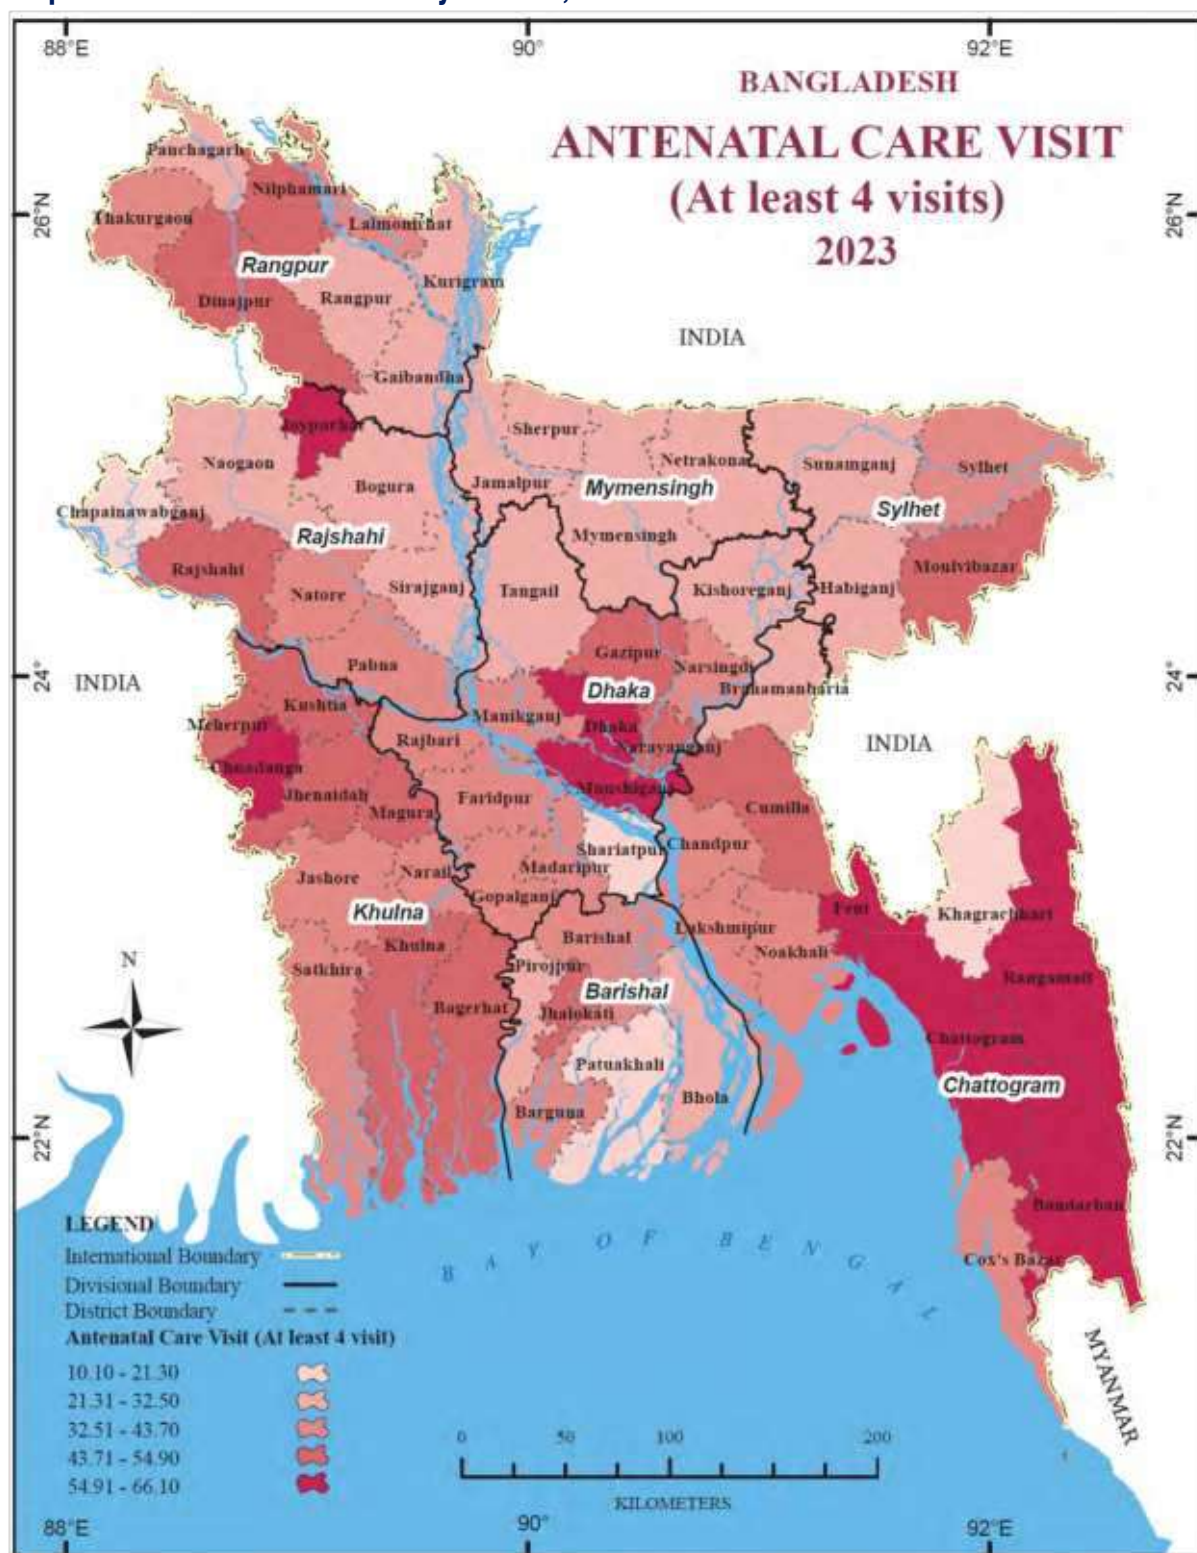 88°E
90°
92°E
BANGLADESH
ANTENATAL CARE VISIT
(At least 4 visits)
2023
26°N
26°N
Panchagarh
Nilphamari
Thakurgaon
Lalmonirhat
Rangpur
Kurigram
Dinajpur
Rangpur
INDIA
Gaibandha
Joypurhat
Sherpur
Netrakona
Naogaon
Sunamganj
Sylhet
Bogura
Jamalpur
Mymensingh
Chapainawabganj
Sylhet
Rajshahi
Mymensingh
Rajshahi
Moulvibazar
Natore
Sirajganj
Tangail
Kishoreganj
Habiganj
Gazipur
24°
INDIA
Pabna
Narsingdi
24°
Dhaka
Brahamanbaria
Kushtia
Manikganj
Meherpur
Dhaka
Rajbari
Narayanganj
INDIA
Chuadanga
Munshiganj
Jhenaidah
Faridpur
Magura
Cumilla
Shariatpur
Chandpur
Madaripur
Jashore
Narail
Gopalganj
Khulna
Feni
Khagrachhari
Lakshmipur
Khulna
Barishal
Noakhali
N
Satkhira
Pirojpur
Rangamati
Barishal
Bagerhat
Jhalokati
Chattogram
Patuakhali
Chattogram
Bhola
Barguna
22°N
22°N
Bandarban
BAY OF BENGAL
Cox's Bazar
MYANMAR
LEGEND
International Boundary
Divisional Boundary
District Boundary
Antenatal Care Visit (At least 4 visit)
10.10 - 21.30
21.31 - 32.50
32.51 - 43.70
43.71 - 54.90
54.91 - 66.10
0 50 100 200
KILOMETERS
88°E
90°
92°E